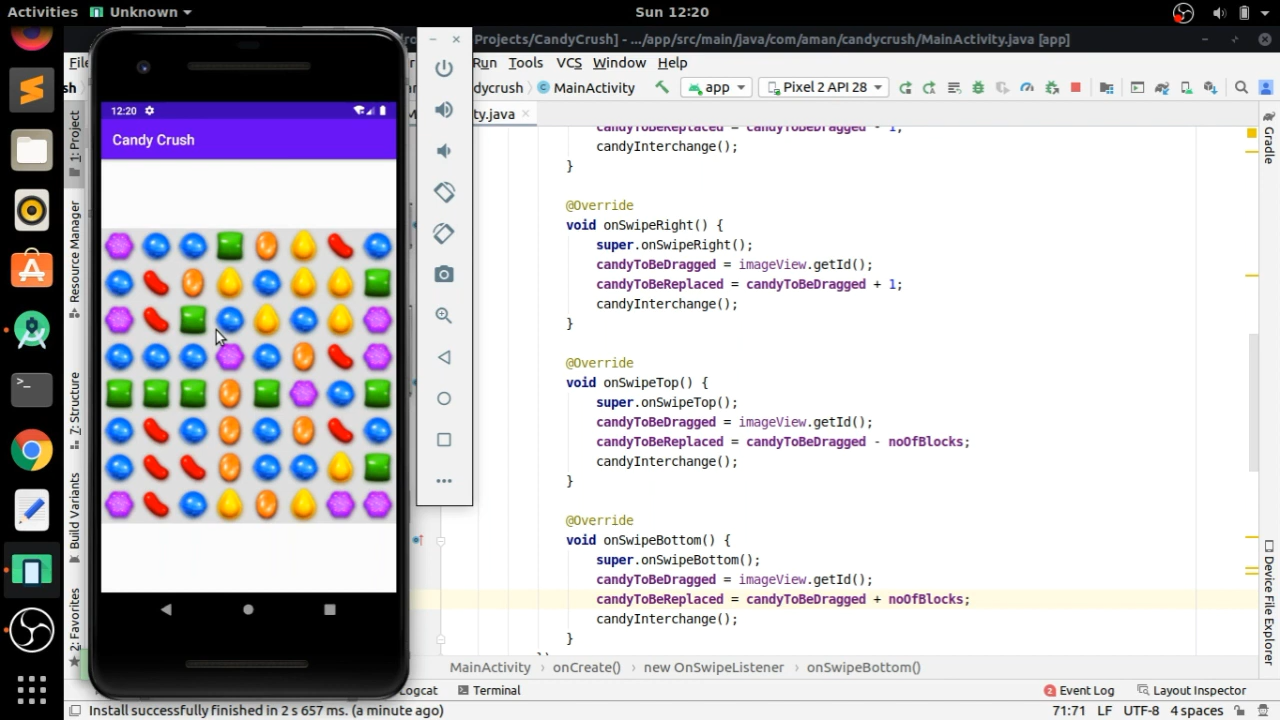 Activities
Unknown
Sun 12:20
Projects/CandyCrush] - .../app/src/main/java/com/aman/candycrush/MainActivity.java [app]
Run Tools VCS Window Help
MainActivity
app
Pixel 2 API 28
12:20
Candy Crush
1: Project
Resource Manager
7: Structure
Build Variants
2: Favorites
candyToBeReplaced = candyToBeDragged - 1;
candyInterchange();
}
@Override
void onSwipeRight() {
super.onSwipeRight();
candyToBeDragged = imageView.getId();
candyToBeReplaced = candyToBeDragged + 1;
candyInterchange();
}
@Override
void onSwipeTop() {
super.onSwipeTop();
candyToBeDragged = imageView.getId();
candyToBeReplaced = candyToBeDragged - noOfBlocks;
candyInterchange();
}
@Override
void onSwipeBottom() {
super.onSwipeBottom();
candyToBeDragged = imageView.getId();
candyToBeReplaced = candyToBeDragged + noOfBlocks;
candyInterchange();
}
Gradle
Device File Explorer
MainActivity onCreate() new OnSwipeListener onSwipeBottom()
Logcat
Terminal
2 Event Log
Layout Inspector
Install successfully finished in 2 s 657 ms. (a minute ago)
71:71 LF UTF-8 4 spaces